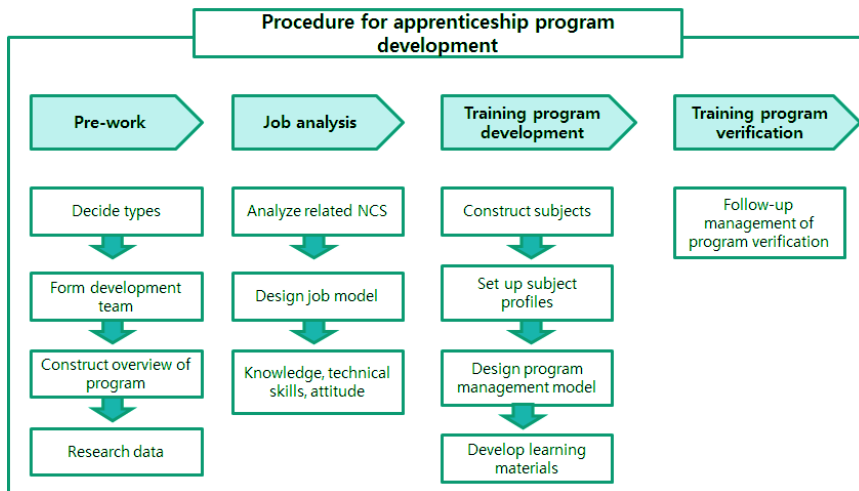 Procedure for apprenticeship program
development
Pre-work
Job analysis
Training program
development
Training program
verification
Decide types
Form development
team
Construct overview of
program
Research data
Analyze related NCS
Design job model
Knowledge, technical
skills, attitude
Construct subjects
Set up subject
profiles
Design program
management model
Develop learning
materials
Follow-up
management of
program verification